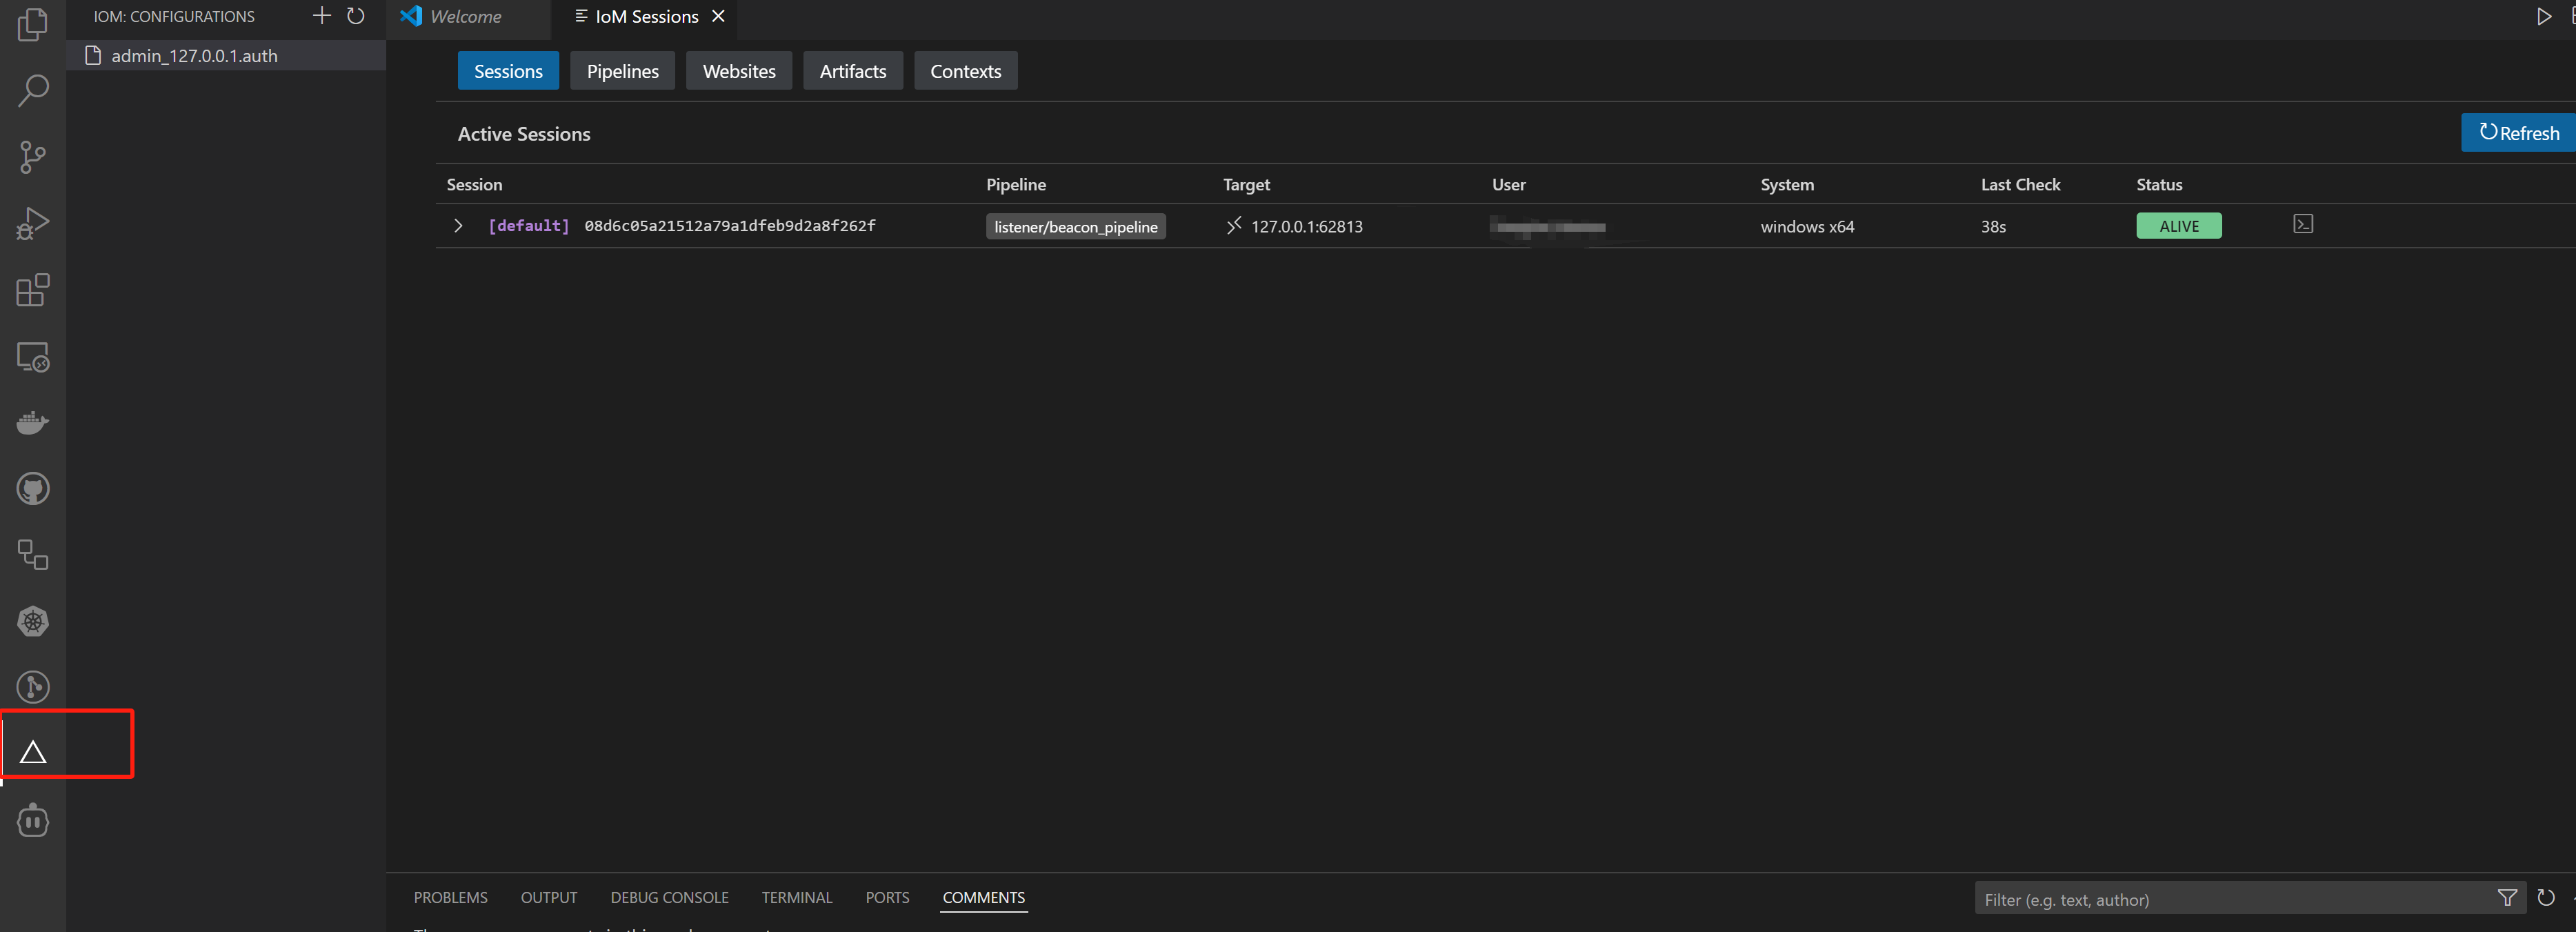 IOM: CONFIGURATIONS
admin_127.0.0.1.auth
Welcome
IoM Sessions
Sessions
Pipelines
Websites
Artifacts
Contexts
Active Sessions
Refresh
Session Pipeline Target User System Last Check Status
[default] 08d6c05a21512a79a1dfeb9d2a8f262f listener/beacon_pipeline 127.0.0.1:62813 windows x64 38s ALIVE
PROBLEMS OUTPUT DEBUG CONSOLE TERMINAL PORTS COMMENTS
Filter (e.g. text, author)